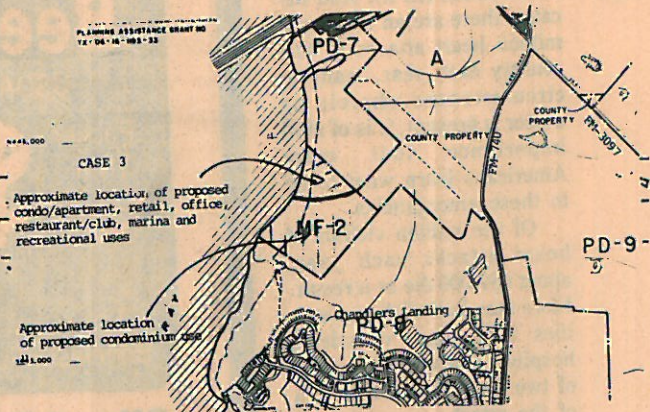 PLANNING ASSISTANCE GRANT NO
PD-7
A
COUNTY
PROPERTY
COUNTY PROPERTY
FM-740
FM-3097
CASE 3
Approximate location of proposed
condo/apartment, retail, office,
restaurant/club, marina and
recreational uses
MF-2
PD-9
Chandlers Landing
PD-8
Approximate location
of proposed condominium use